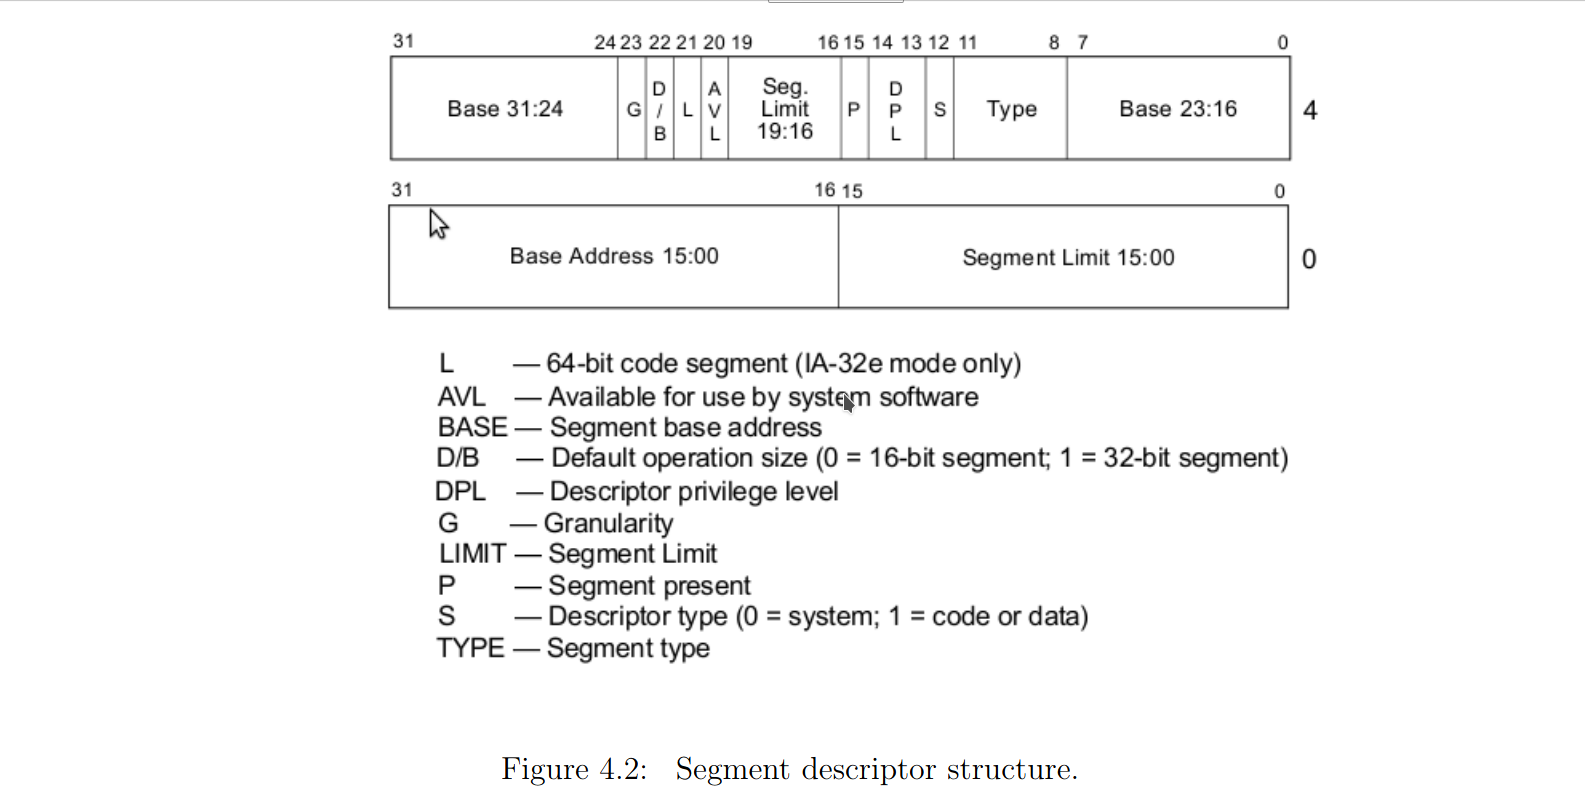 31 24 23 22 21 20 19 16 15 14 13 12 11 8 7 0
Base 31:24 G D/B L AVL Seg. Limit 19:16 P DPL S Type Base 23:16 4
31 16 15 0
Base Address 15:00 Segment Limit 15:00 0
L — 64-bit code segment (IA-32e mode only)
AVL — Available for use by system software
BASE — Segment base address
D/B — Default operation size (0 = 16-bit segment; 1 = 32-bit segment)
DPL — Descriptor privilege level
G — Granularity
LIMIT — Segment Limit
P — Segment present
S — Descriptor type (0 = system; 1 = code or data)
TYPE — Segment type
Figure 4.2: Segment descriptor structure.